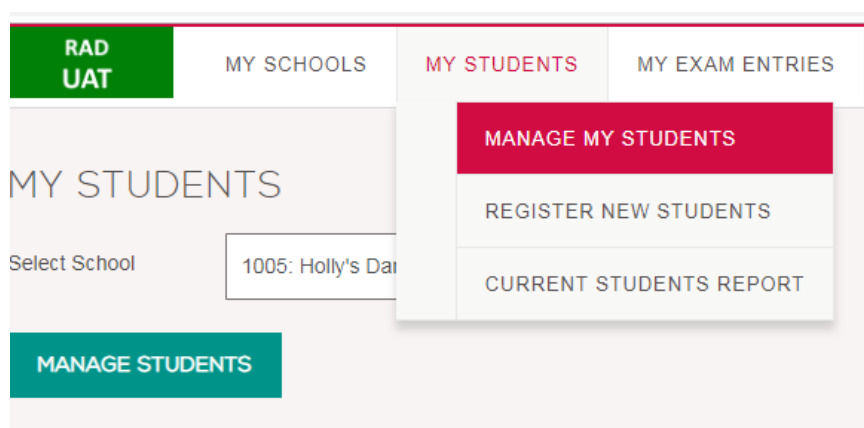 RAD
UAT
MY SCHOOLS
MY STUDENTS
MY EXAM ENTRIES
MANAGE MY STUDENTS
REGISTER NEW STUDENTS
CURRENT STUDENTS REPORT
MY STUDENTS
Select School
1005: Holly's
MANAGE STUDENTS